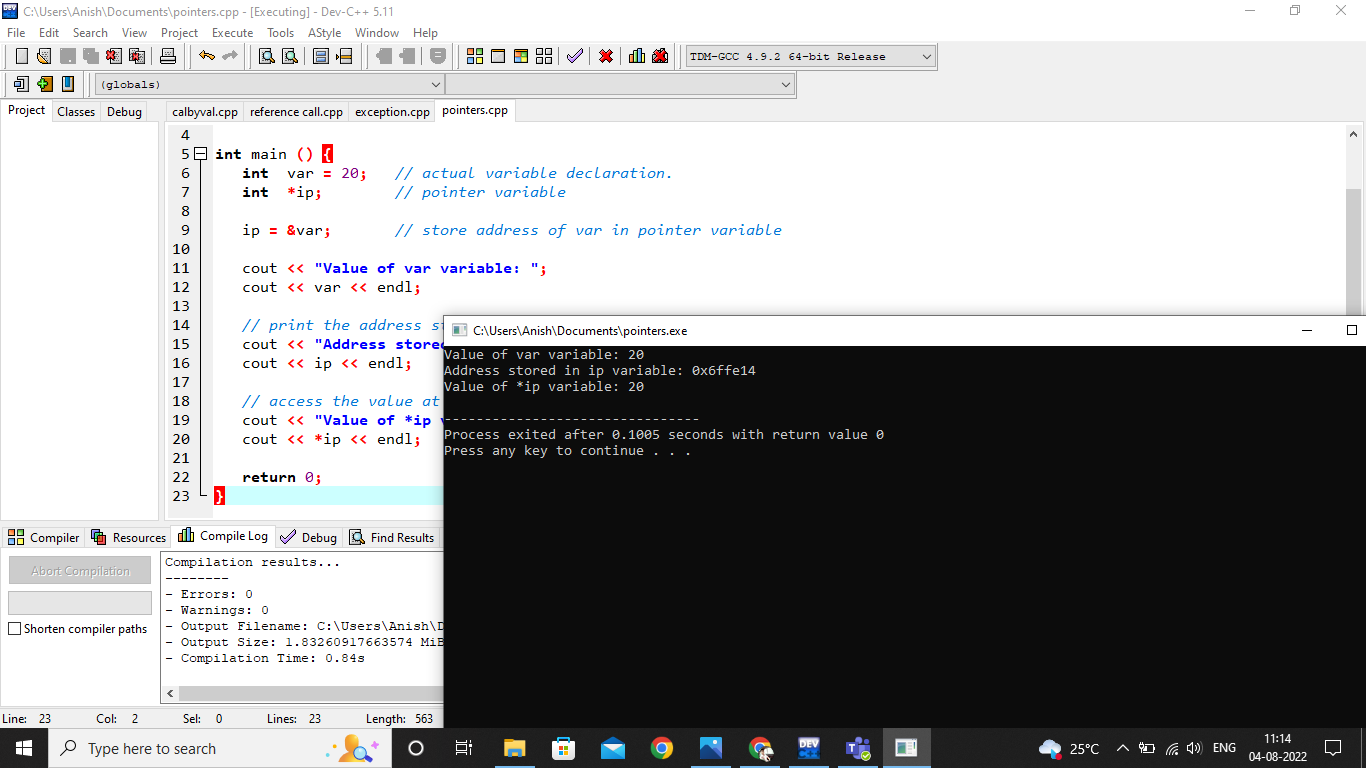 C:\Users\Anish\Documents\pointers.cpp - [Executing] - Dev-C++ 5.11
File Edit Search View Project Execute Tools AStyle Window Help
TDM-GCC 4.9.2 64-bit Release
(globals)
Project Classes Debug
calbyval.cpp reference call.cpp exception.cpp pointers.cpp
4
5 int main () {
6 int var = 20; // actual variable declaration.
7 int *ip; // pointer variable
8
9 ip = &var; // store address of var in pointer variable
10
11 cout << "Value of var variable: ";
12 cout << var << endl;
13
14 // print the address
15 cout << "Address stored
16 cout << ip << endl;
17
18 // access the value at
19 cout << "Value of *ip
20 cout << *ip << endl;
21
22 return 0;
23 }
C:\Users\Anish\Documents\pointers.exe
Value of var variable: 20
Address stored in ip variable: 0x6ffe14
Value of *ip variable: 20
--------------------------------
Process exited after 0.1005 seconds with return value 0
Press any key to continue . . .
Compiler Resources Compile Log Debug Find Results
Abort Compilation
Shorten compiler paths
Compilation results...
--------
- Errors: 0
- Warnings: 0
- Output Filename: C:\Users\Anish\
- Output Size: 1.83260917663574 MiB
- Compilation Time: 0.84s
Line: 23 Col: 2 Sel: 0 Lines: 23 Length: 563
Type here to search
DEV
25°C
ENG
11:14
04-08-2022